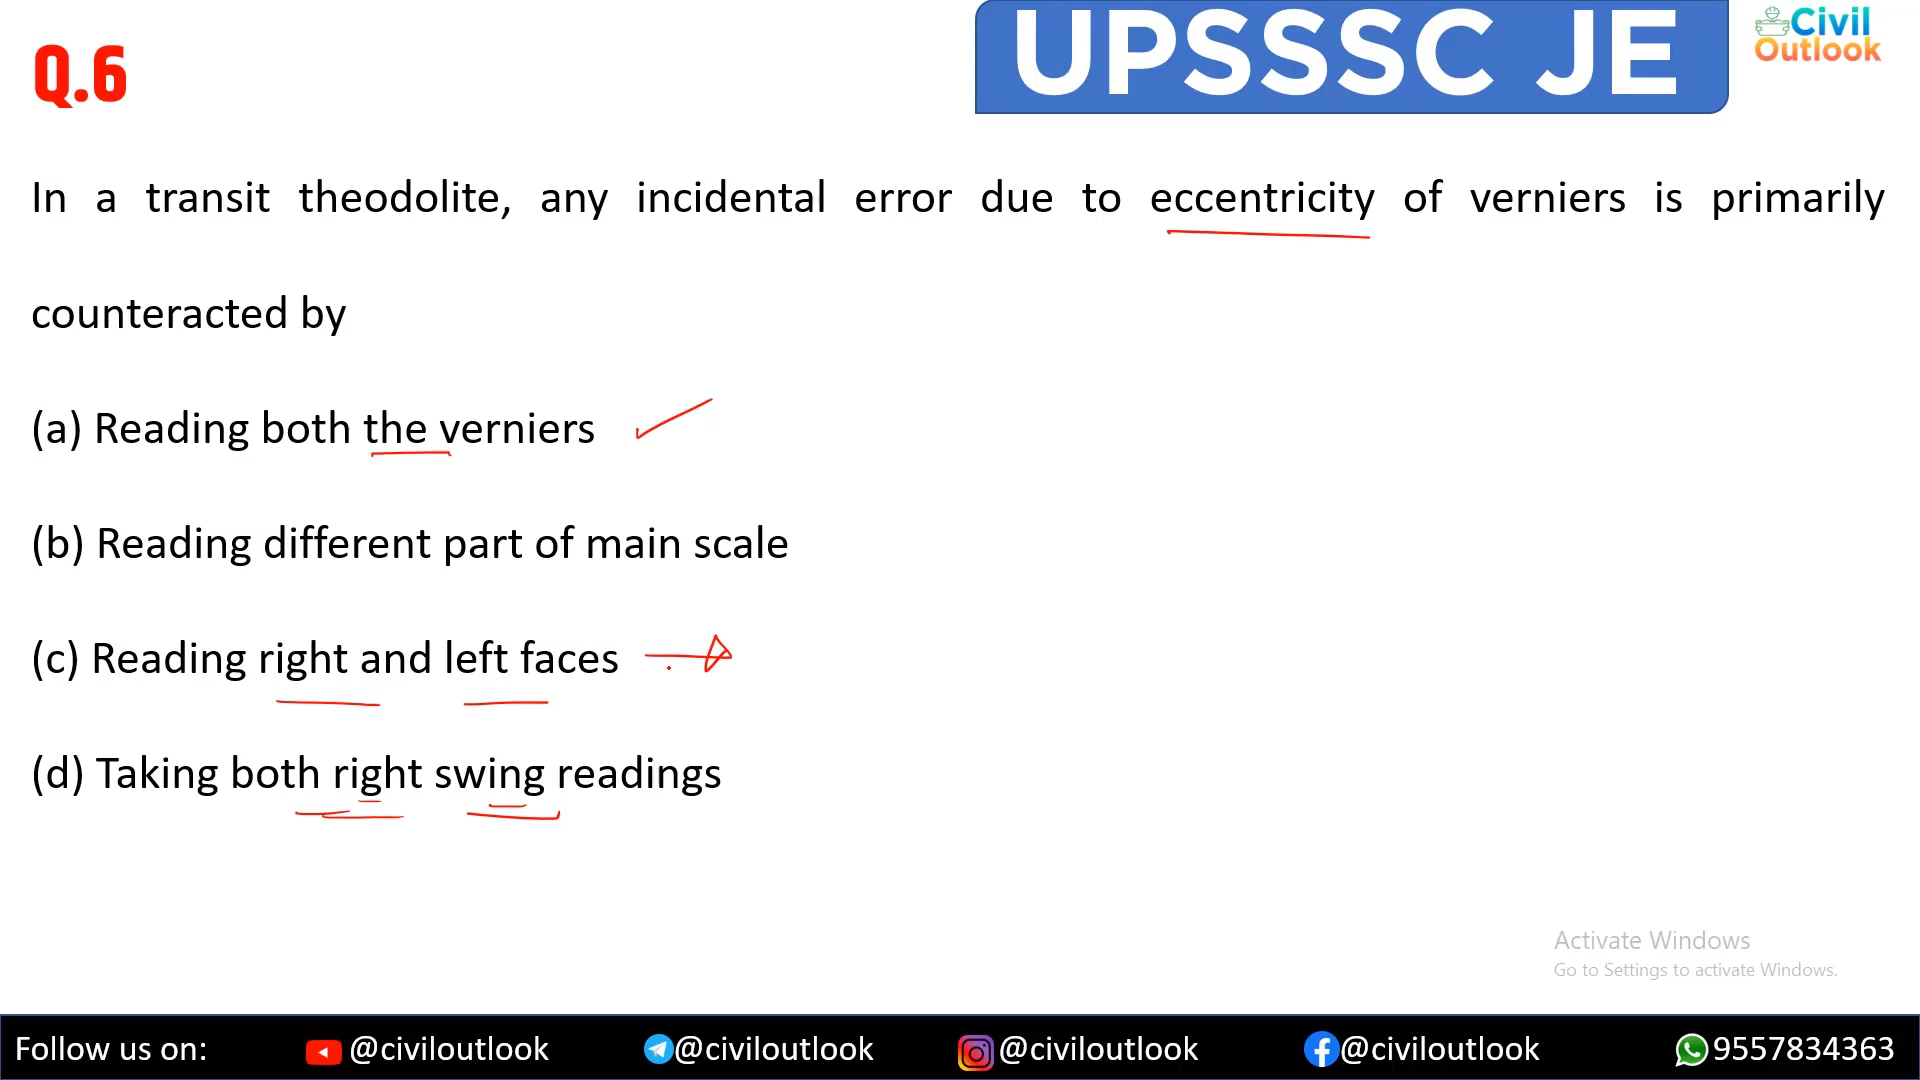 Q.6
UPSSSC JE
Civil
Outlook
In a transit theodolite, any incidental error due to eccentricity of verniers is primarily
counteracted by
(a) Reading both the verniers
(b) Reading different part of main scale
(c) Reading right and left faces
(d) Taking both right swing readings
Activate Windows
Go to Settings to activate Windows.
Follow us on: @civiloutlook @civiloutlook @civiloutlook @civiloutlook 9557834363